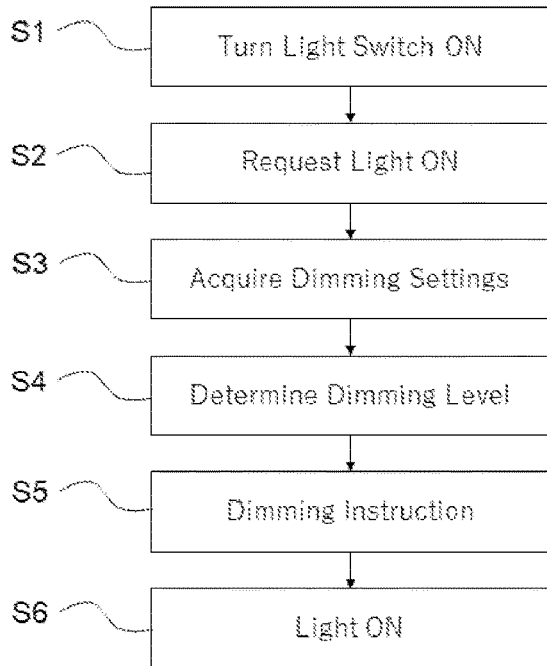 S1 Turn Light Switch ON
S2 Request Light ON
S3 Acquire Dimming Settings
S4 Determine Dimming Level
S5 Dimming Instruction
S6 Light ON